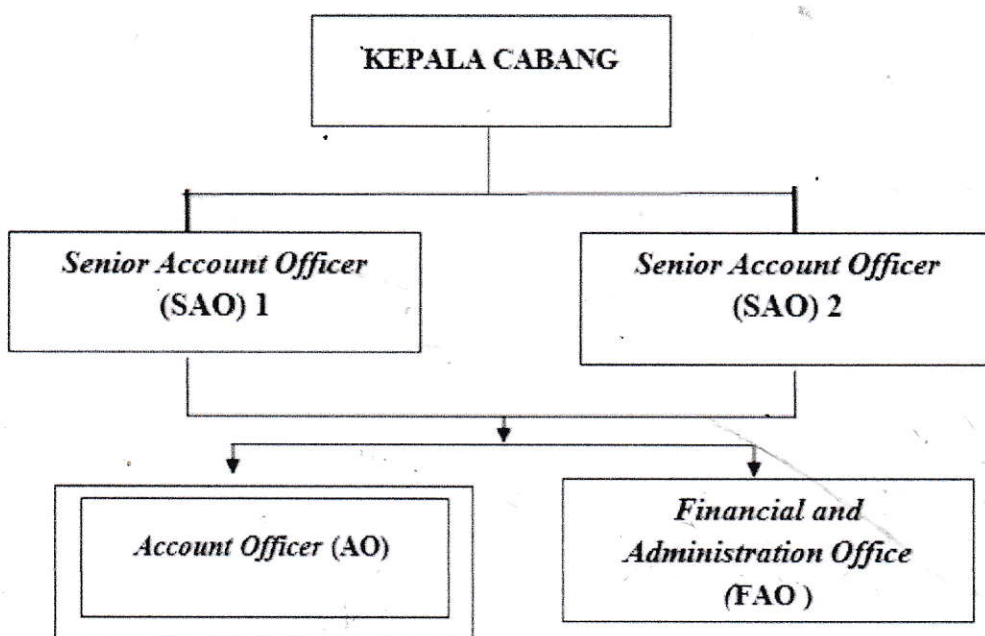 KEPALA CABANG
Senior Account Officer
(SAO) 1
Senior Account Officer
(SAO) 2
Account Officer (AO)
Financial and
Administration Office
(FAO )